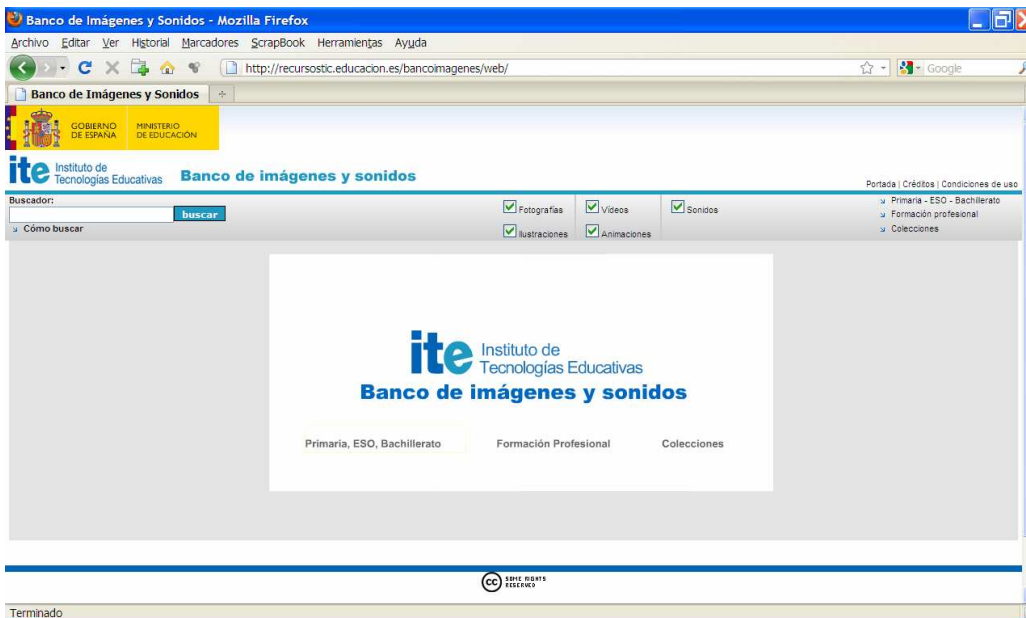 Banco de Imágenes y Sonidos - Mozilla Firefox
Archivo Editar Ver Historial Marcadores ScrapBook Herramientas Ayuda
http://recursostic.educacion.es/bancoimagenes/web/
Google
Banco de Imágenes y Sonidos
GOBIERNO DE ESPAÑA
MINISTERIO DE EDUCACIÓN
ite Instituto de Tecnologías Educativas
Banco de imágenes y sonidos
Portada | Créditos | Condiciones de uso
Buscador:
buscar
Cómo buscar
Fotografías Vídeos Sonidos
Ilustraciones Animaciones
Primaria - ESO - Bachillerato
Formación profesional
Colecciones
ite Instituto de
Tecnologías Educativas
Banco de imágenes y sonidos
Primaria, ESO, Bachillerato Formación Profesional Colecciones
cc SOME RIGHTS
RESERVED
Terminado